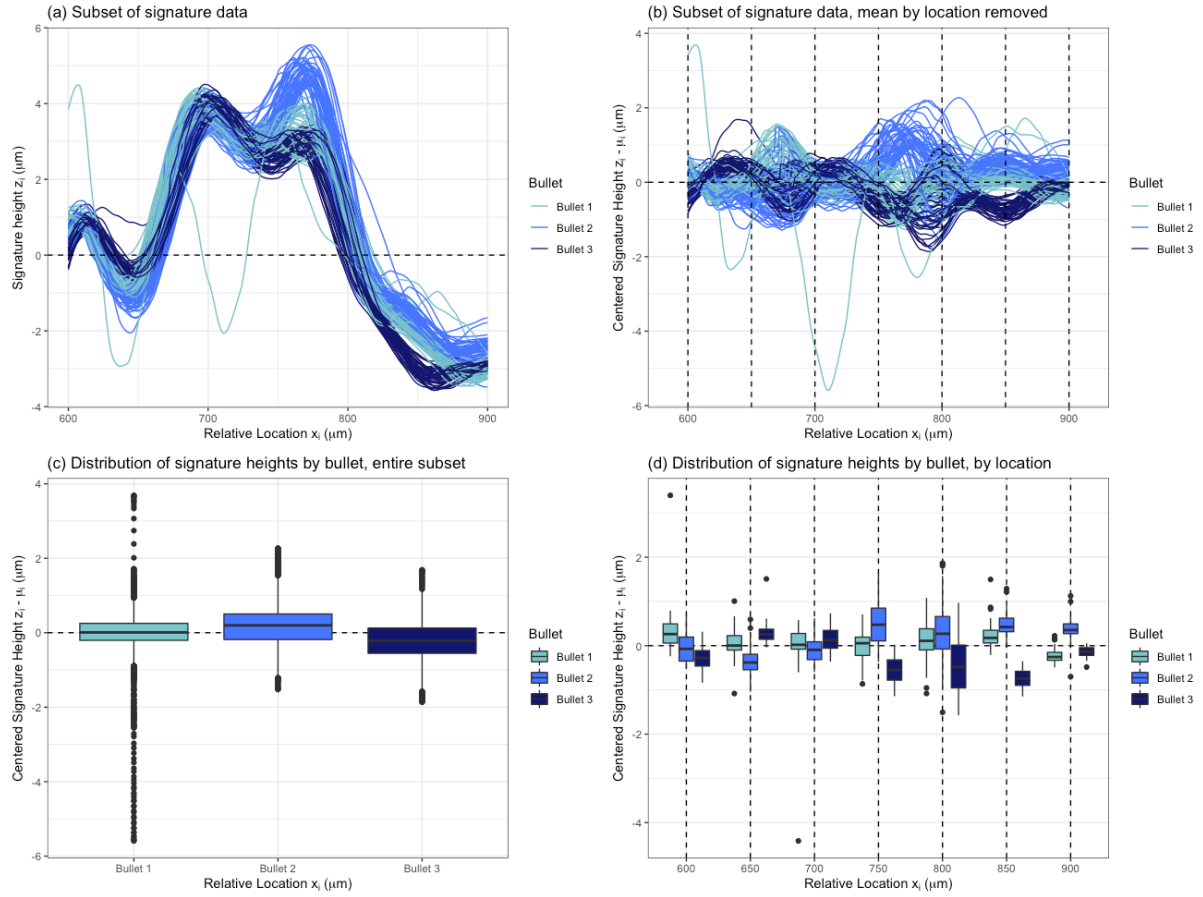 (a) Subset of signature data
6
4
2
0
-2
-4
Signature height zᵢ (μm)
600
700
800
900
Relative Location xᵢ (μm)
Bullet
Bullet 1
Bullet 2
Bullet 3
(b) Subset of signature data, mean by location removed
4
2
0
-2
-4
-6
Centered Signature Height zᵢ - μᵢ (μm)
600
700
800
900
Relative Location xᵢ (μm)
Bullet
Bullet 1
Bullet 2
Bullet 3
(c) Distribution of signature heights by bullet, entire subset
4
2
0
-2
-4
-6
Centered Signature Height zᵢ - μᵢ (μm)
Bullet 1
Bullet 2
Bullet 3
Relative Location xᵢ (μm)
Bullet
Bullet 1
Bullet 2
Bullet 3
(d) Distribution of signature heights by bullet, by location
2
0
-2
-4
Centered Signature Height zᵢ - μᵢ (μm)
600
650
700
750
800
850
900
Relative Location xᵢ (μm)
Bullet
Bullet 1
Bullet 2
Bullet 3